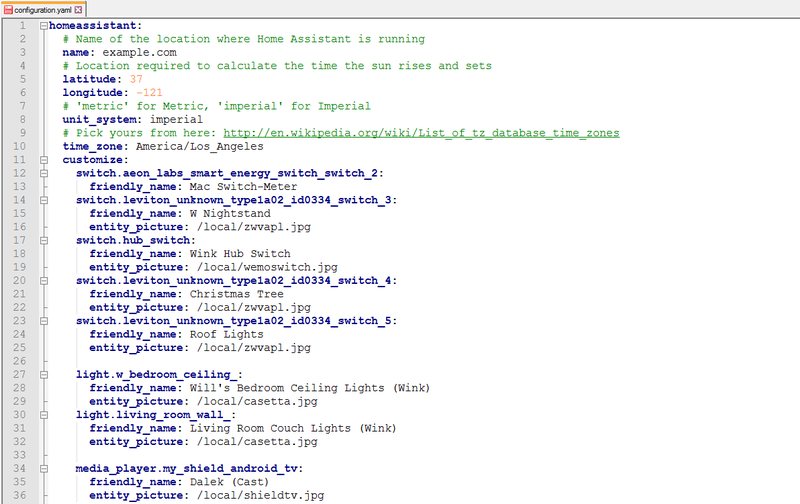 configuration.yaml
1 homeassistant:
2 # Name of the location where Home Assistant is running
3 name: example.com
4 # Location required to calculate the time the sun rises and sets
5 latitude: 37
6 longitude: -121
7 # 'metric' for Metric, 'imperial' for Imperial
8 unit_system: imperial
9 # Pick yours from here: http://en.wikipedia.org/wiki/List_of_tz_database_time_zones
10 time_zone: America/Los_Angeles
11 customize:
12 switch.aeon_labs_smart_energy_switch_switch_2:
13 friendly_name: Mac Switch-Meter
14 switch.leviton_unknown_type1a02_id0334_switch_3:
15 friendly_name: W Nightstand
16 entity_picture: /local/zwvapl.jpg
17 switch.hub_switch:
18 friendly_name: Wink Hub Switch
19 entity_picture: /local/wemoswitch.jpg
20 switch.leviton_unknown_type1a02_id0334_switch_4:
21 friendly_name: Christmas Tree
22 entity_picture: /local/zwvapl.jpg
23 switch.leviton_unknown_type1a02_id0334_switch_5:
24 friendly_name: Roof Lights
25 entity_picture: /local/zwvapl.jpg
26
27 light.w_bedroom_ceiling_:
28 friendly_name: Will's Bedroom Ceiling Lights (Wink)
29 entity_picture: /local/casetta.jpg
30 light.living_room_wall_:
31 friendly_name: Living Room Couch Lights (Wink)
32 entity_picture: /local/casetta.jpg
33
34 media_player.my_shield_android_tv:
35 friendly_name: Dalek (Cast)
36 entity_picture: /local/shieldtv.jpg